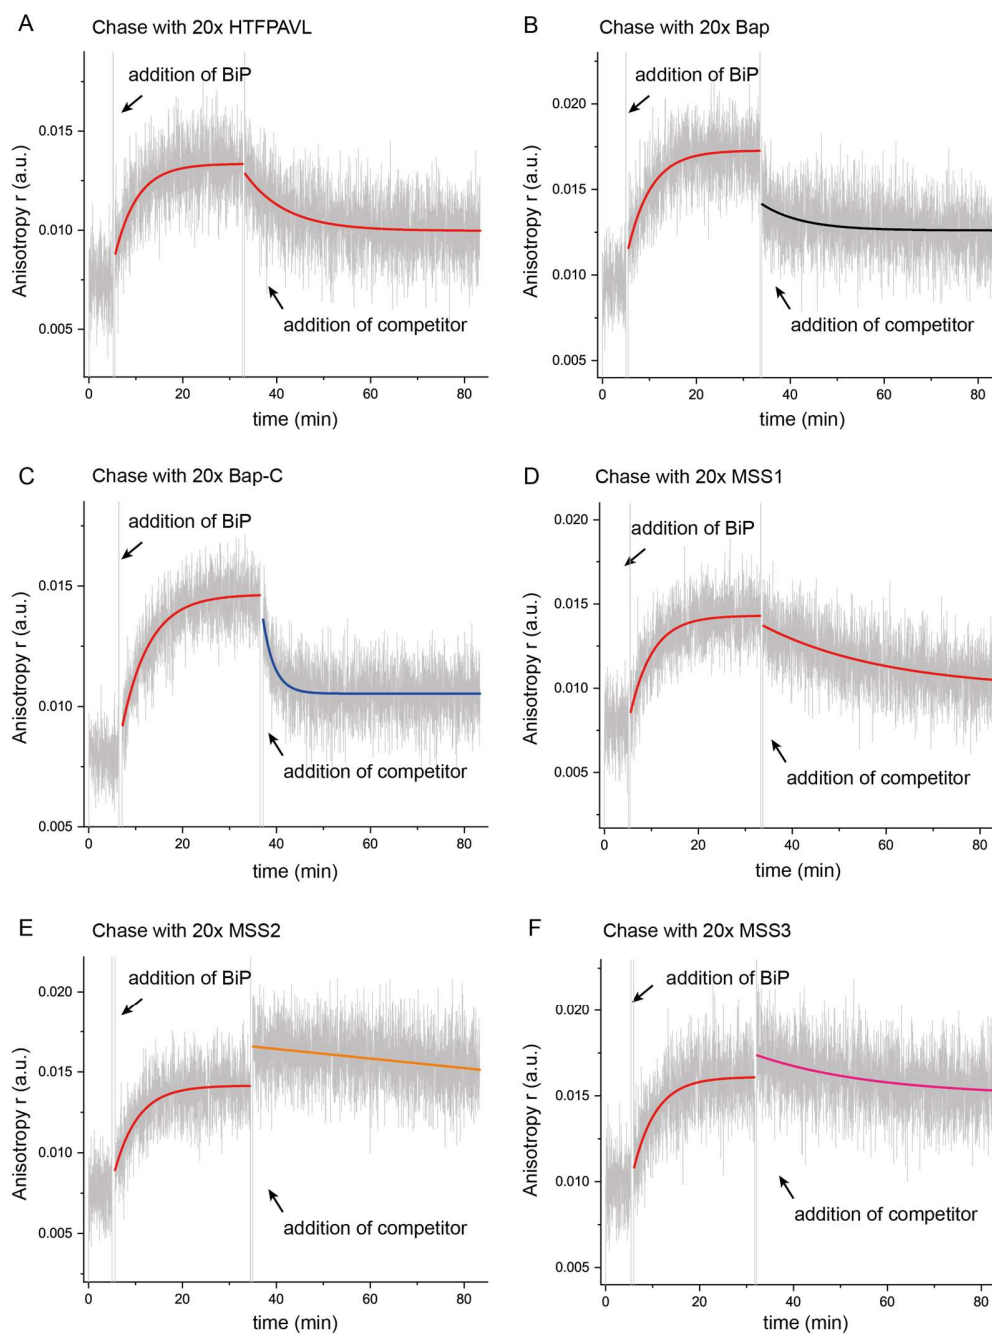 A Chase with 20x HTFPAVL
addition of BiP
0.015
0.010
0.005
Anisotropy r (a.u.)
addition of competitor
0 20 40 60 80
time (min)
B Chase with 20x Bap
addition of BiP
0.020
0.015
0.010
0.005
Anisotropy r (a.u.)
addition of competitor
0 20 40 60 80
time (min)
C Chase with 20x Bap-C
addition of BiP
0.015
0.010
0.005
Anisotropy r (a.u.)
addition of competitor
0 20 40 60 80
time (min)
D Chase with 20x MSS1
0.020
addition of BiP
0.015
0.010
0.005
Anisotropy r (a.u.)
addition of competitor
0 20 40 60 80
time (min)
E Chase with 20x MSS2
addition of BiP
0.020
0.015
0.010
0.005
Anisotropy r (a.u.)
addition of competitor
0 20 40 60 80
time (min)
F Chase with 20x MSS3
addition of BiP
0.020
0.015
0.010
0.005
Anisotropy r (a.u.)
addition of competitor
0 20 40 60 80
time (min)